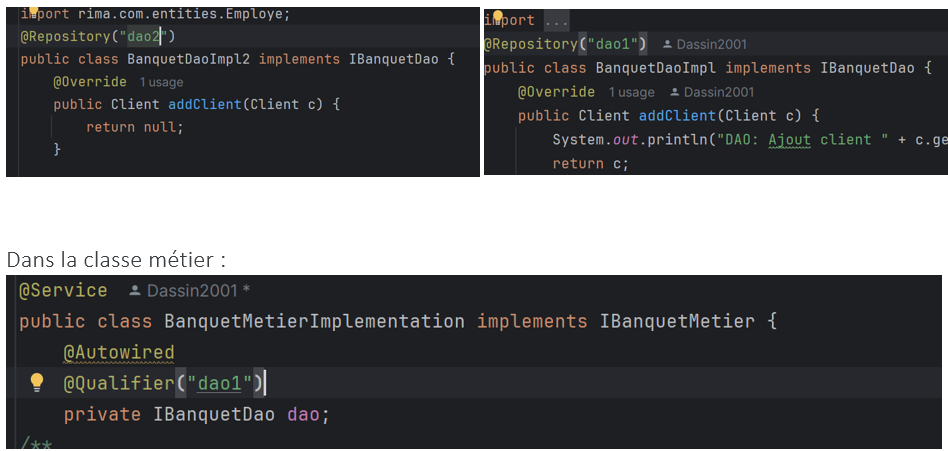 import rima.com.entities.Employe;
@Repository("dao2")
public class BanquetDaoImpl2 implements IBanquetDao {
@Override 1 usage
public Client addClient(Client c) {
return null;
}
import ...
@Repository("dao1") Dassin2001
public class BanquetDaoImpl implements IBanquetDao {
@Override 1 usage Dassin2001
public Client addClient(Client c) {
System.out.println("DAO: Ajout client " + c.ge
return c;
Dans la classe métier :
@Service Dassin2001 *
public class BanquetMetierImplementation implements IBanquetMetier {
@Autowired
@Qualifier("dao1")
private IBanquetDao dao;
/**